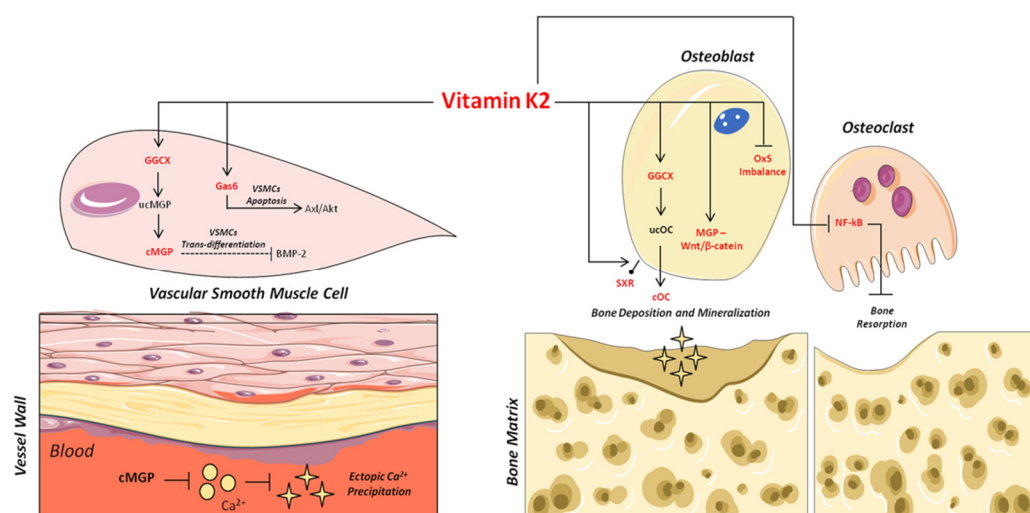 Vitamin K2
GGCX
ucMGP
cMGP
Gas6
VSMCs
Apoptosis
Axl/Akt
VSMCs
Trans-differentiation
BMP-2
Vascular Smooth Muscle Cell
Osteoblast
GGCX
ucOC
cOC
SXR
MGP –
Wnt/β-catein
OxS
Imbalance
Bone Deposition and Mineralization
Osteoclast
NF-kB
Bone
Resorption
Vessel Wall
Blood
cMGP
Ca²⁺
Ectopic Ca²⁺
Precipitation
Bone Matrix